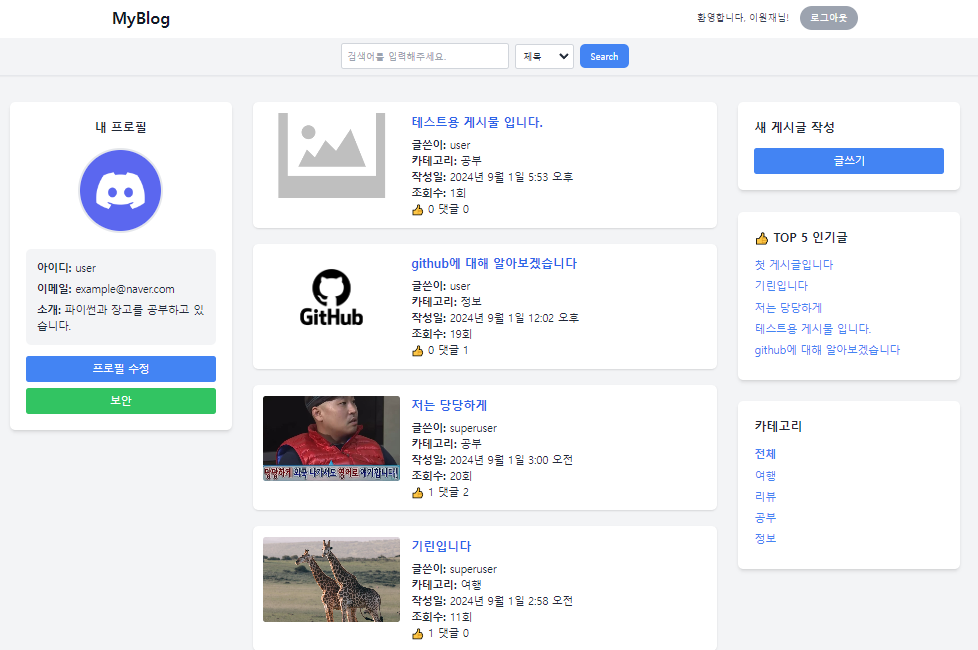 MyBlog
환영합니다, 이원재님!
로그아웃
검색어를 입력해주세요.
제목
Search
내 프로필
아이디: user
이메일: example@naver.com
소개: 파이썬과 장고를 공부하고 있
습니다.
프로필 수정
보안
테스트용 게시물 입니다.
글쓴이: user
카테고리: 공부
작성일: 2024년 9월 1일 5:53 오후
조회수: 1회
👍 0 댓글 0
GitHub
github에 대해 알아보겠습니다
글쓴이: user
카테고리: 정보
작성일: 2024년 9월 1일 12:02 오후
조회수: 19회
👍 0 댓글 1
당당하게 외국 나가서도 영어로 얘기합니다!
저는 당당하게
글쓴이: superuser
카테고리: 공부
작성일: 2024년 9월 1일 3:00 오전
조회수: 20회
👍 1 댓글 2
기린입니다
글쓴이: superuser
카테고리: 여행
작성일: 2024년 9월 1일 2:58 오전
조회수: 11회
👍 1 댓글 0
새 게시글 작성
글쓰기
👍 TOP 5 인기글
첫 게시글입니다
기린입니다
저는 당당하게
테스트용 게시물 입니다.
github에 대해 알아보겠습니다
카테고리
전체
여행
리뷰
공부
정보